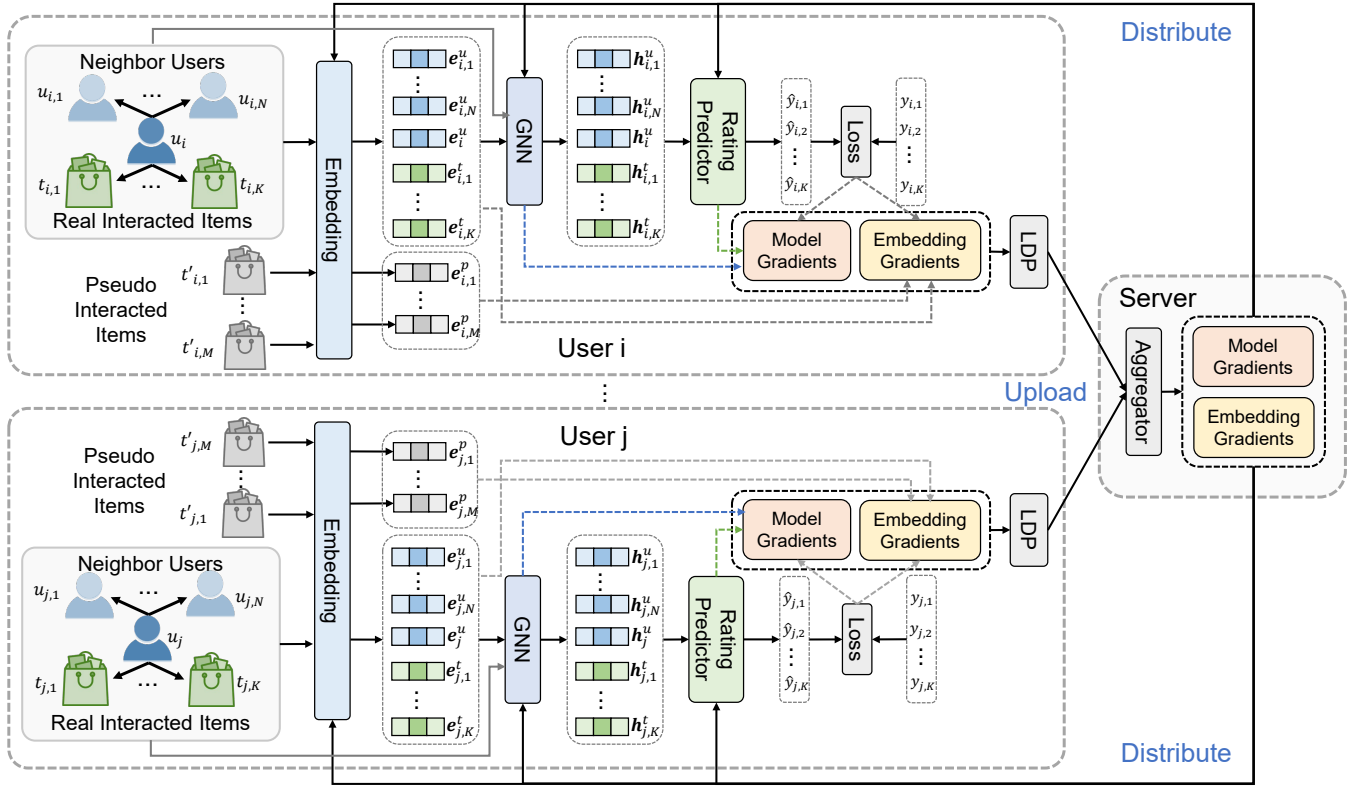 Distribute
Neighbor Users
u_{i,1}
...
u_{i,N}
u_i
t_{i,1}
...
t_{i,K}
Real Interacted Items
Pseudo
Interacted
Items
t'_{i,1}
⋮
t'_{i,M}
Embedding
e^u_{i,1}
⋮
e^u_{i,N}
e^u_i
e^t_{i,1}
⋮
e^t_{i,K}
e^p_{i,1}
⋮
e^p_{i,M}
GNN
h^u_{i,1}
⋮
h^u_{i,N}
h^u_i
h^t_{i,1}
⋮
h^t_{i,K}
Rating
Predictor
ŷ_{i,1}
ŷ_{i,2}
⋮
ŷ_{i,K}
Loss
y_{i,1}
y_{i,2}
⋮
y_{i,K}
Model
Gradients
Embedding
Gradients
LDP
User i
⋮
Upload
Server
Aggregator
Model
Gradients
Embedding
Gradients
User j
Pseudo
Interacted
Items
t'_{j,M}
⋮
t'_{j,1}
Neighbor Users
u_{j,1}
...
u_{j,N}
u_j
t_{j,1}
...
t_{j,K}
Real Interacted Items
Embedding
e^p_{j,1}
⋮
e^p_{j,M}
e^u_{j,1}
⋮
e^u_{j,N}
e^u_j
e^t_{j,1}
⋮
e^t_{j,K}
GNN
h^u_{j,1}
⋮
h^u_{j,N}
h^u_j
h^t_{j,1}
⋮
h^t_{j,K}
Rating
Predictor
Model
Gradients
Embedding
Gradients
LDP
ŷ_{j,1}
ŷ_{j,2}
⋮
ŷ_{j,K}
Loss
y_{j,1}
y_{j,2}
⋮
y_{j,K}
Distribute